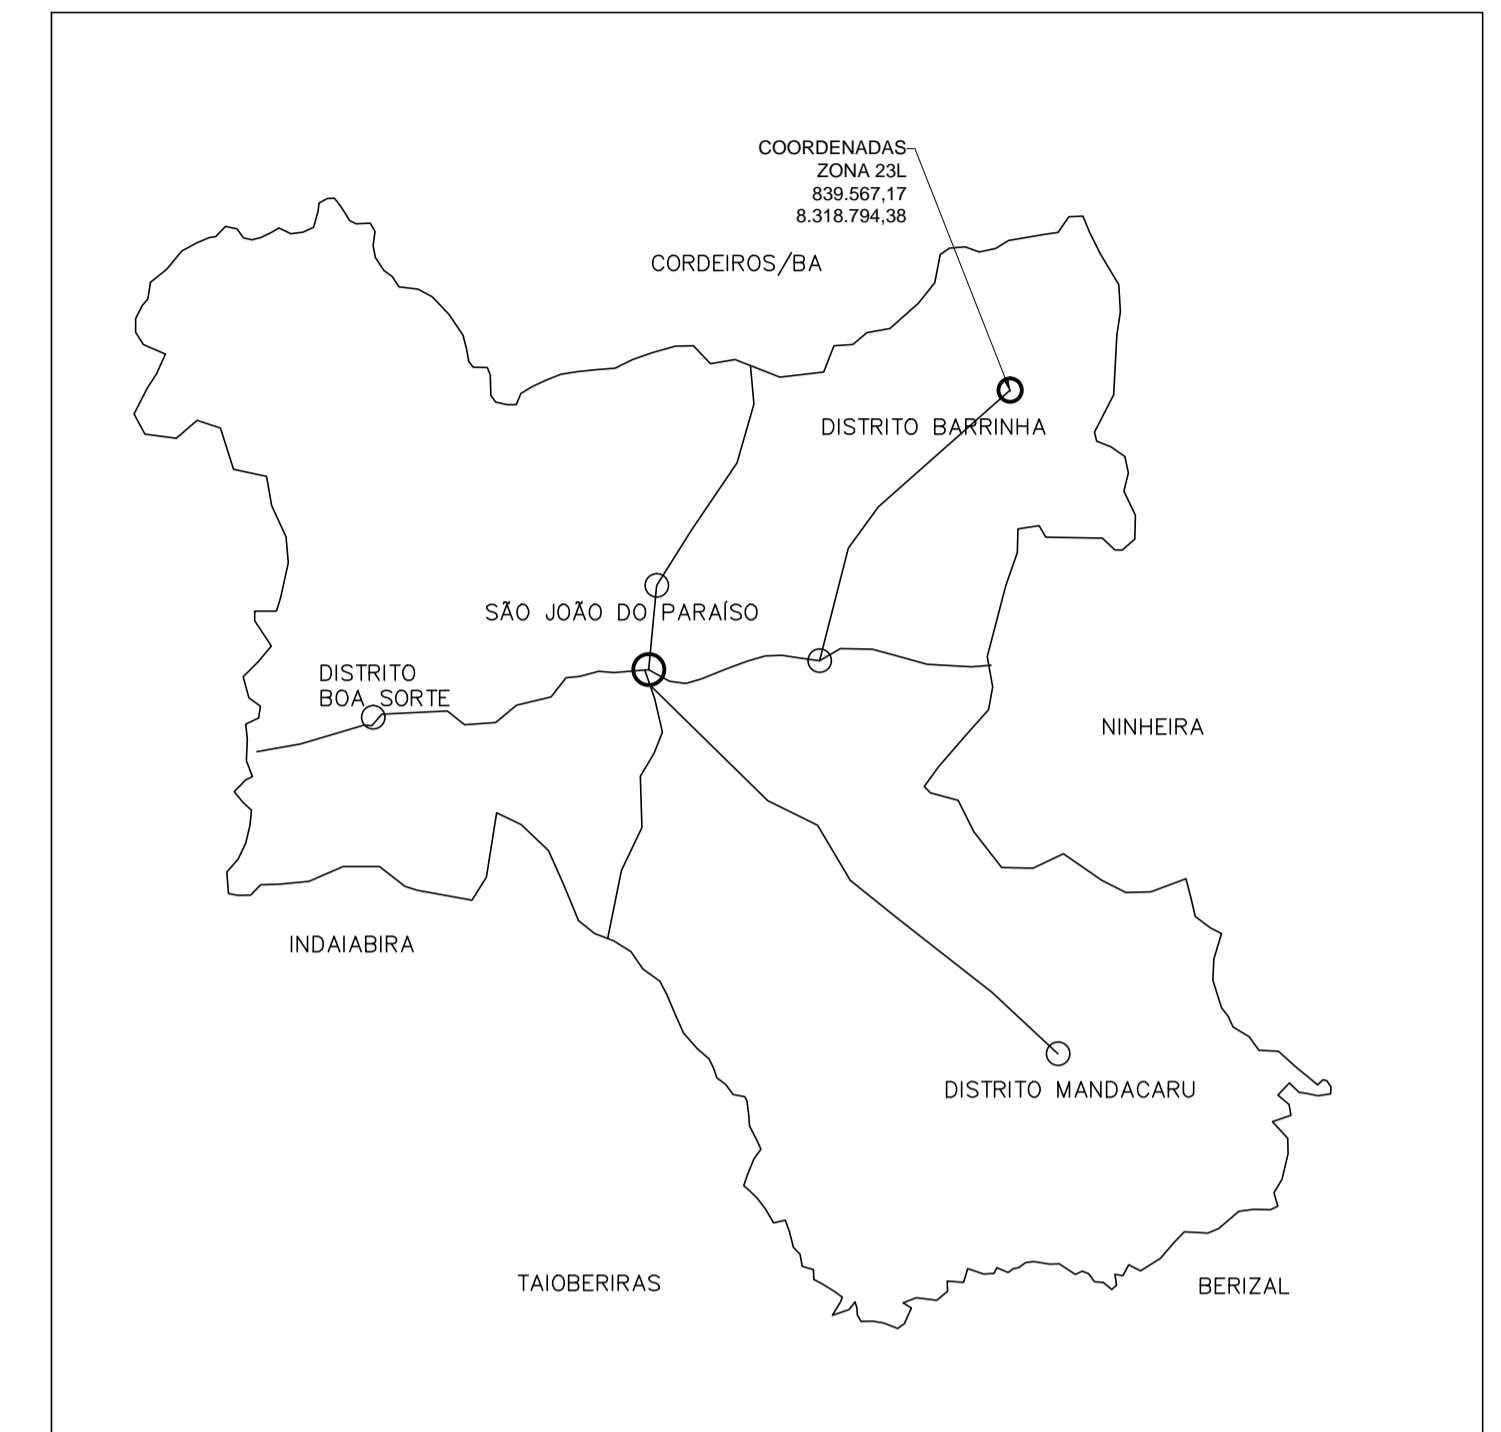 COORDENADAS
ZONA 23L
839.567,17
8.318.794,38
CORDEIROS/BA
DISTRITO BARRINHA
SÃO JOÃO DO PARAÍSO
DISTRITO
BOA SORTE
NINHEIRA
INDAIABIRA
DISTRITO MANDACARU
TAIOBERIRAS
BERIZAL